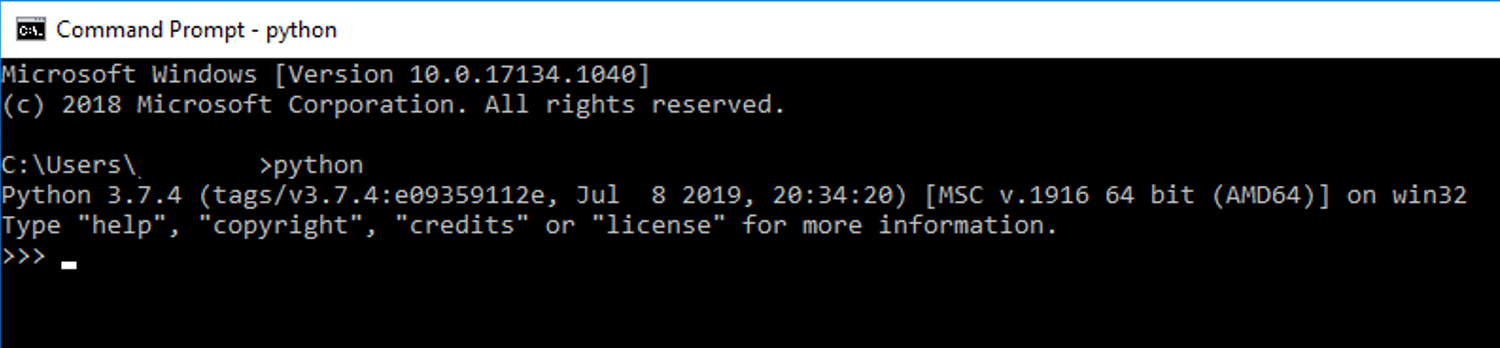 Command Prompt - python
Microsoft Windows [Version 10.0.17134.1040]
(c) 2018 Microsoft Corporation. All rights reserved.
C:\Users\        >python
Python 3.7.4 (tags/v3.7.4:e09359112e, Jul  8 2019, 20:34:20) [MSC v.1916 64 bit (AMD64)] on win32
Type "help", "copyright", "credits" or "license" for more information.
>>>